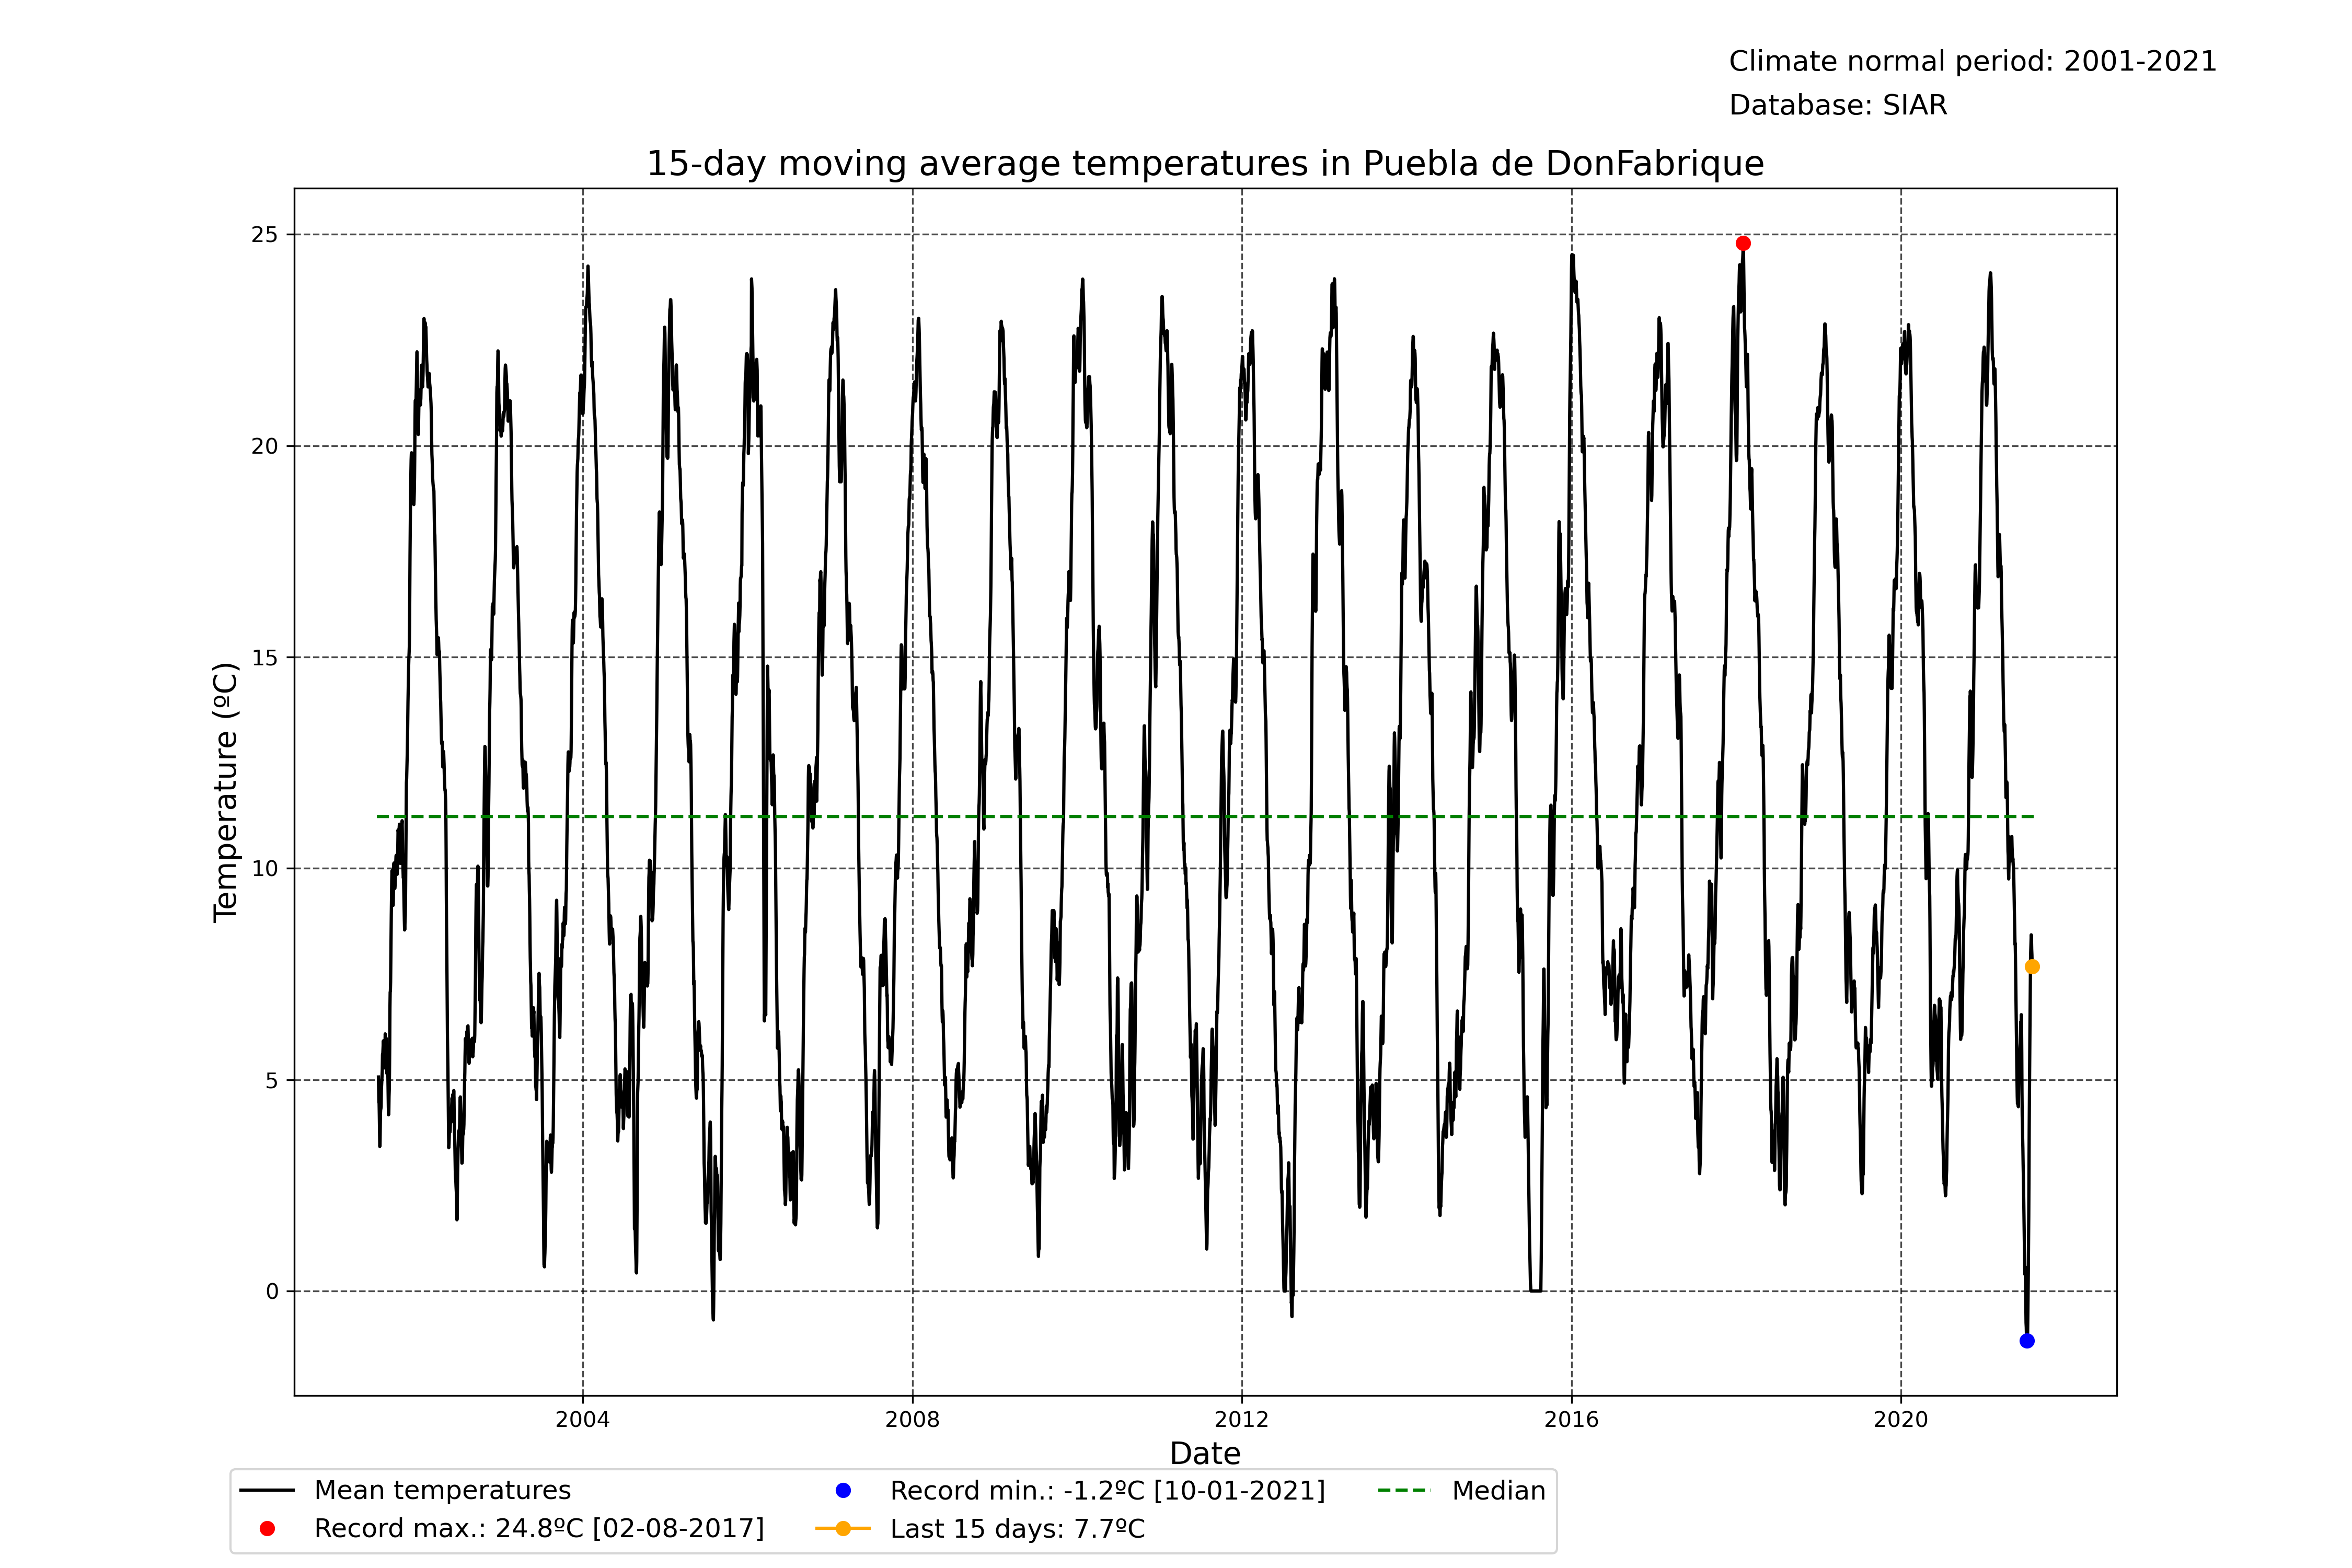 Climate normal period: 2001-2021
Database: SIAR
15-day moving average temperatures in Puebla de DonFabrique
25
20
15
10
5
0
Temperature (ºC)
2004 2008 2012 2016 2020
Date
Mean temperatures
Record max.: 24.8ºC [02-08-2017]
Record min.: -1.2ºC [10-01-2021]
Last 15 days: 7.7ºC
Median